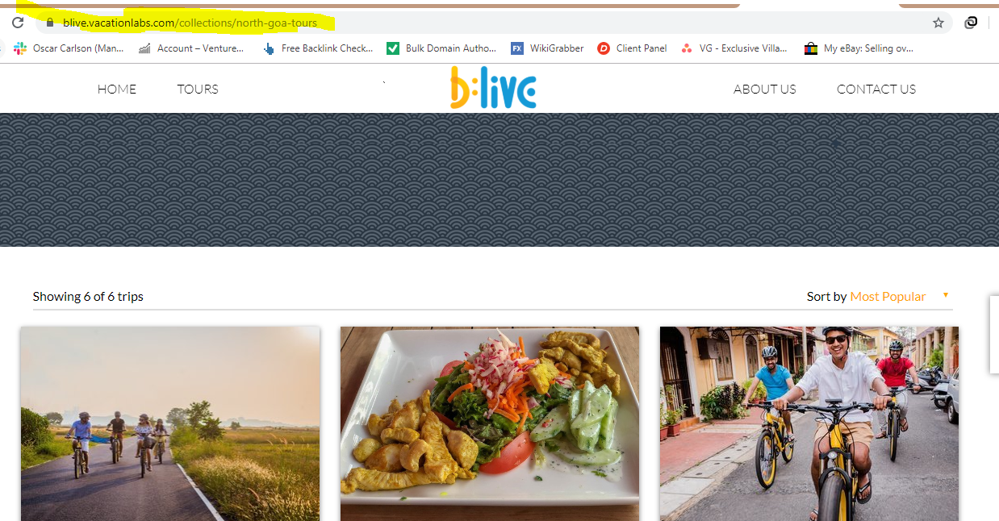 blive.vacationlabs.com/collections/north-goa-tours
Oscar Carlson (Man... Account – Venture... Free Backlink Check... Bulk Domain Autho... FX WikiGrabber D Client Panel VG - Exclusive Villa... My eBay: Selling ov...
HOME TOURS b:live ABOUT US CONTACT US
Showing 6 of 6 trips Sort by Most Popular